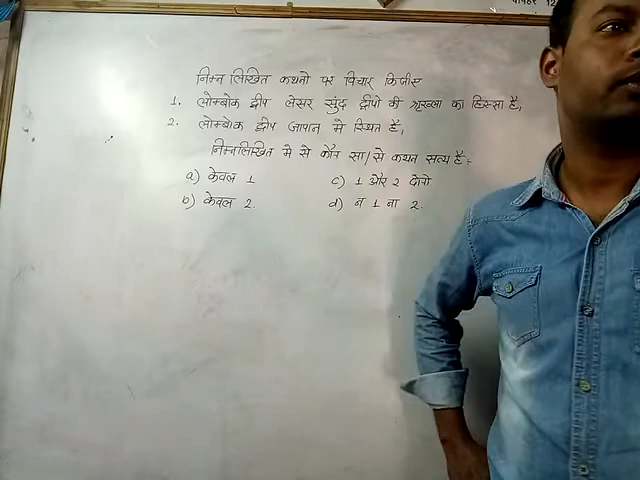 निम्न लिखित कथनो पर विचार किजीए
1. लोम्बोक द्वीप लेसर सुंद्र द्वीपो की श्रृखला का हिस्सा है,
2. लोम्बोक द्वीप जापान मे स्थित है,
निम्नलिखित मे से कौन सा/से कथन सत्य है:-
a) केवल 1 c) 1 और 2 दोनो
b) केवल 2. d) न 1 ना 2.